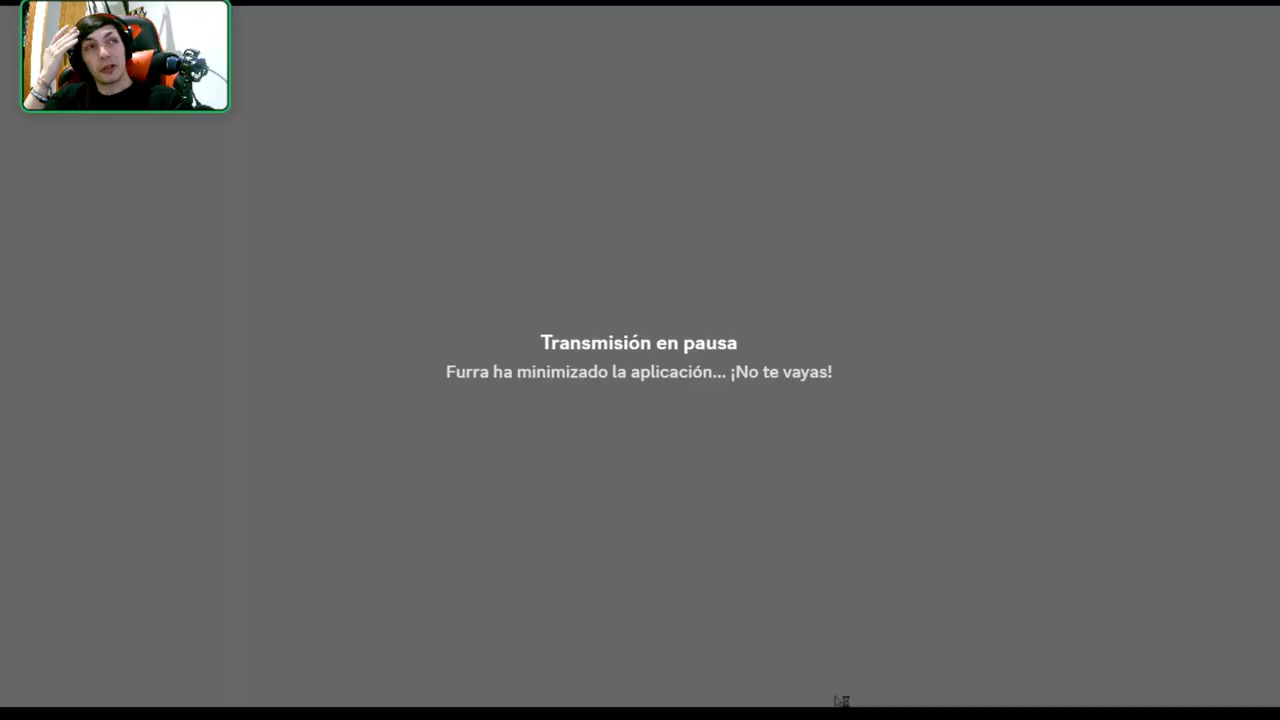 Transmisión en pausa
Furra ha minimizado la aplicación... ¡No te vayas!